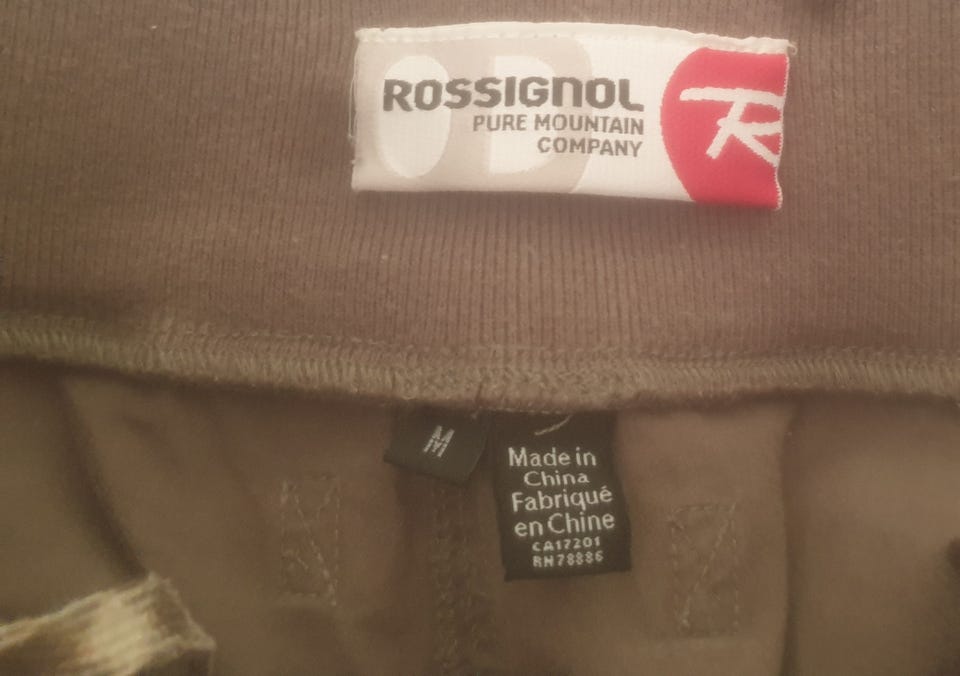 ROSSIGNOL
PURE MOUNTAIN
COMPANY
R
M
Made in
China
Fabriqué
en Chine
CA17201
RN78886